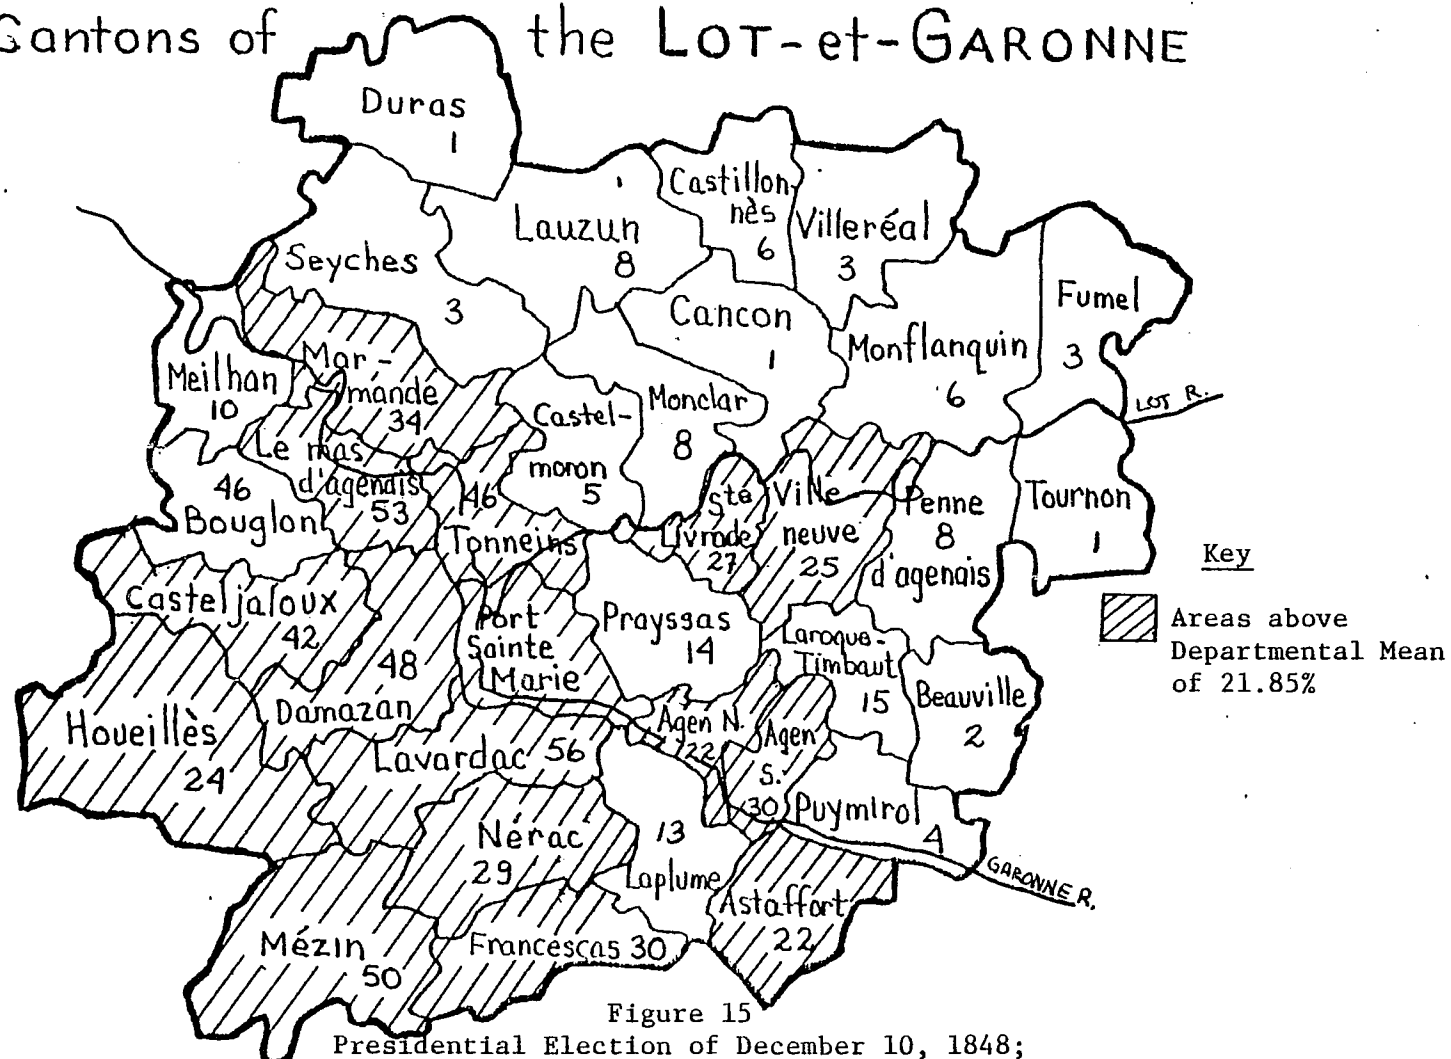 Cantons of the LOT-et-GARONNE
Duras
1
Lauzun
8
Castillon-
nès
6
Villeréal
3
Seyches
3
Cancon
1
Monflanquin
6
Fumel
3
LOT R.
Meilhan
10
Mar-
mande
34
Monclar
8
Castel-
moron
5
Le mas
d'agenais
53
46
Bouglon
46
Tonneins
Ste
Livrade
27
Ville
neuve
25
Penne
8
d'agenais
Tournon
1
Key
Areas above
Departmental Mean
of 21.85%
Casteljaloux
42
48
Damazan
Port
Sainte
Marie
Prayssas
14
Laroque-
Timbaut
15
Beauville
2
Houeillès
24
Lavardac 56
Agen N.
22
Agen
S.
30
Puymirol
4
GARONNE R.
Nérac
29
13
Laplume
Astaffort
22
Mézin
50
Francescas 30
Figure 15
Presidential Election of December 10, 1848;